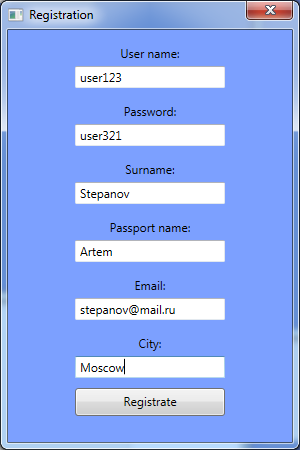 Registration
User name:
user123
Password:
user321
Surname:
Stepanov
Passport name:
Artem
Email:
stepanov@mail.ru
City:
Moscow
Registrate